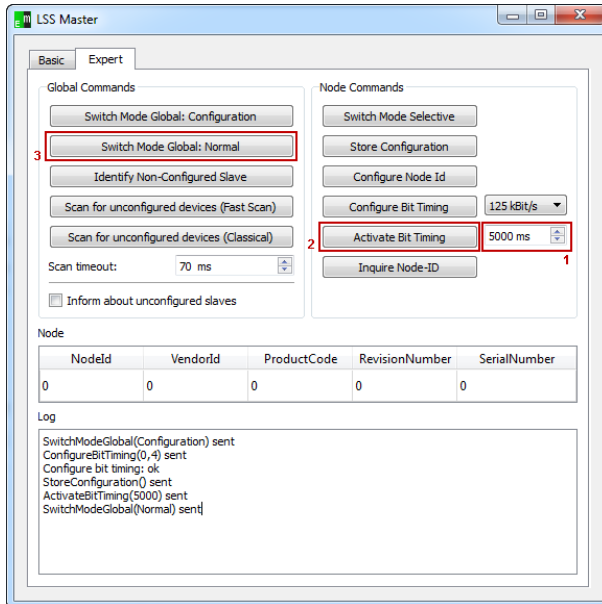 Em LSS Master
Basic Expert
Global Commands
Switch Mode Global: Configuration
3 Switch Mode Global: Normal
Identify Non-Configured Slave
Scan for unconfigured devices (Fast Scan)
Scan for unconfigured devices (Classical)
Scan timeout: 70 ms
Inform about unconfigured slaves
Node Commands
Switch Mode Selective
Store Configuration
Configure Node Id
Configure Bit Timing 125 kBit/s
2 Activate Bit Timing 5000 ms
1
Inquire Node-ID
Node
NodeId VendorId ProductCode RevisionNumber SerialNumber
0 0 0 0 0
Log
SwitchModeGlobal(Configuration) sent
ConfigureBitTiming(0,4) sent
Configure bit timing: ok
StoreConfiguration() sent
ActivateBitTiming(5000) sent
SwitchModeGlobal(Normal) sent